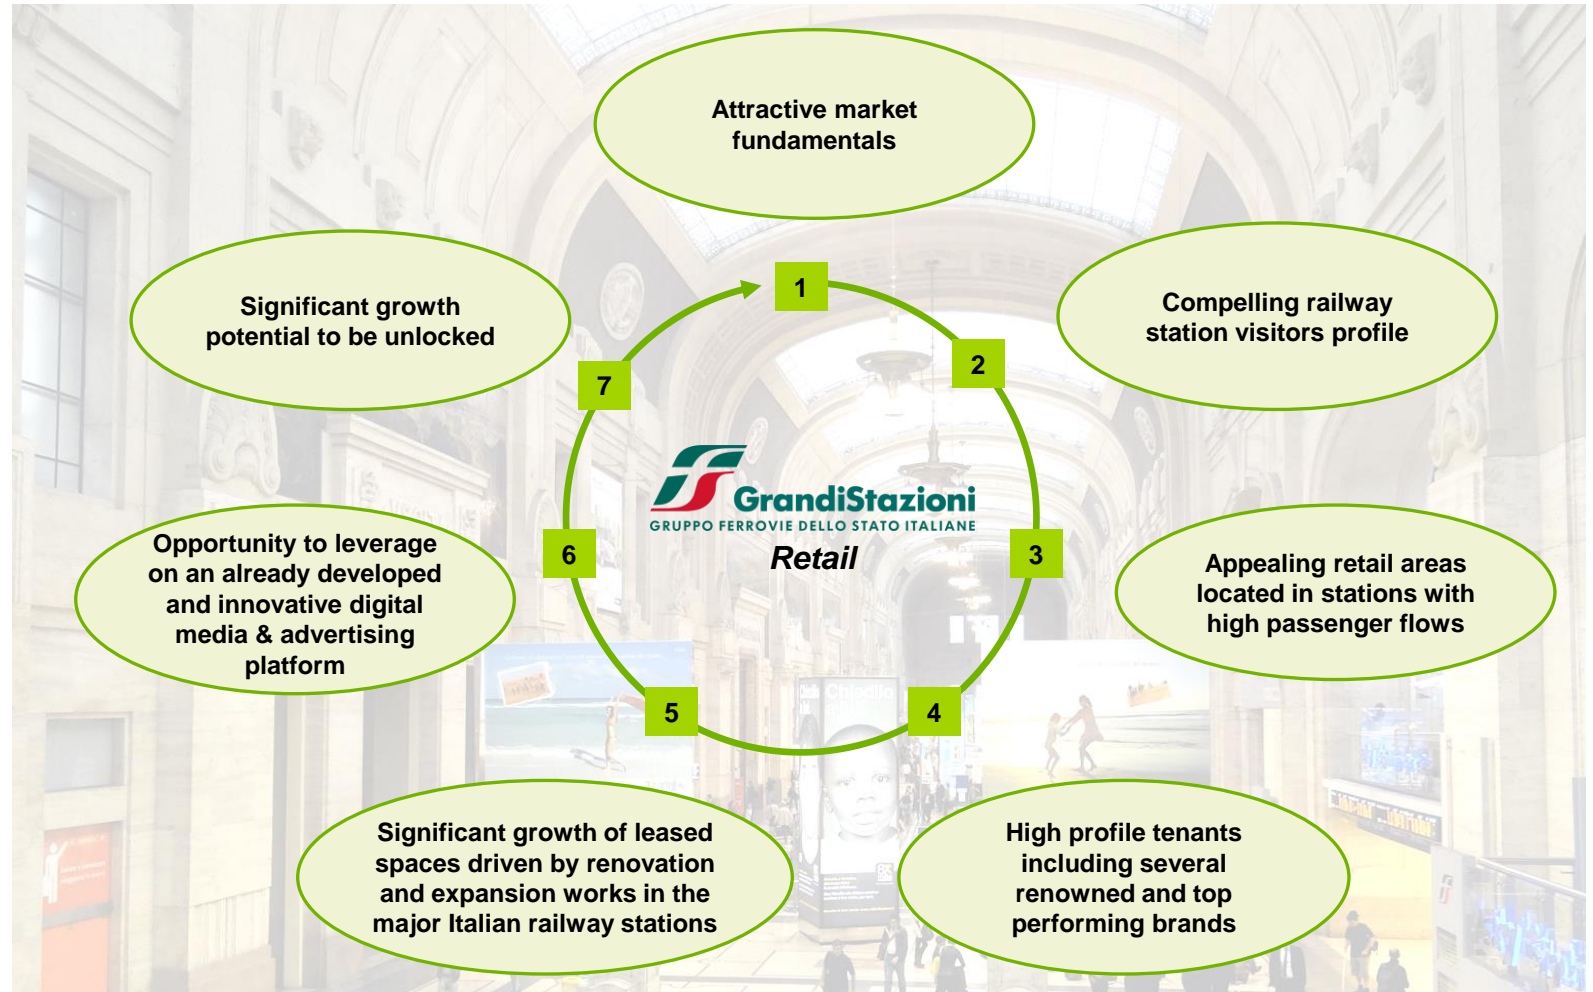 Attractive market
fundamentals
1
Compelling railway
station visitors profile
2
Appealing retail areas
located in stations with
high passenger flows
3
High profile tenants
including several
renowned and top
performing brands
4
Significant growth of leased
spaces driven by renovation
and expansion works in the
major Italian railway stations
5
Opportunity to leverage
on an already developed
and innovative digital
media & advertising
platform
6
Significant growth
potential to be unlocked
7
GrandiStazioni
GRUPPO FERROVIE DELLO STATO ITALIANE
Retail
Chiedilo